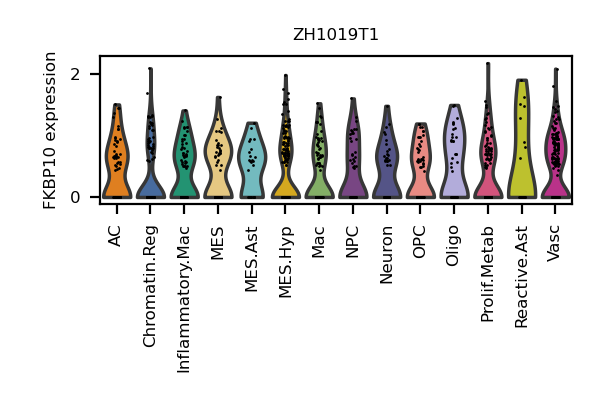 ZH1019T1
FKBP10 expression
2
0
AC
Chromatin.Reg
Inflammatory.Mac
MES
MES.Ast
MES.Hyp
Mac
NPC
Neuron
OPC
Oligo
Prolif.Metab
Reactive.Ast
Vasc